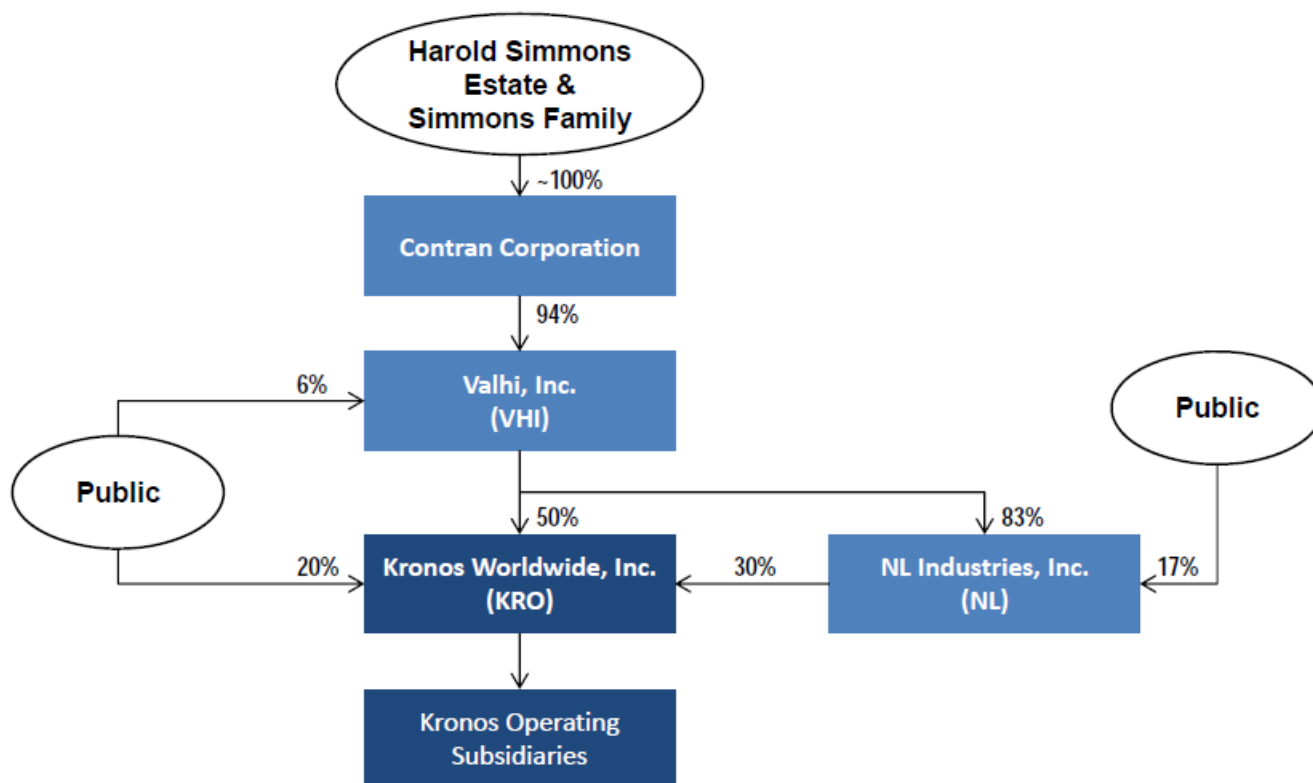 Harold Simmons
Estate &
Simmons Family
~100%
Contran Corporation
94%
6%
Valhi, Inc.
(VHI)
Public
Public
50%
83%
20%
Kronos Worldwide, Inc.
(KRO)
30%
NL Industries, Inc.
(NL)
17%
Kronos Operating
Subsidiaries